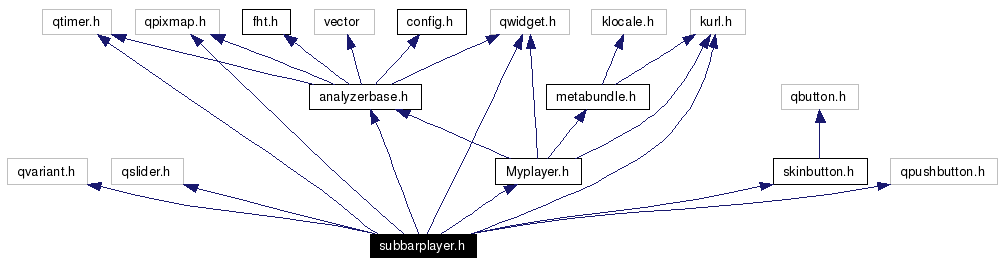 qtimer.h
qpixmap.h
fht.h
vector
config.h
qwidget.h
klocale.h
kurl.h
analyzerbase.h
metabundle.h
qbutton.h
qvariant.h
qslider.h
Myplayer.h
skinbutton.h
qpushbutton.h
subbarplayer.h